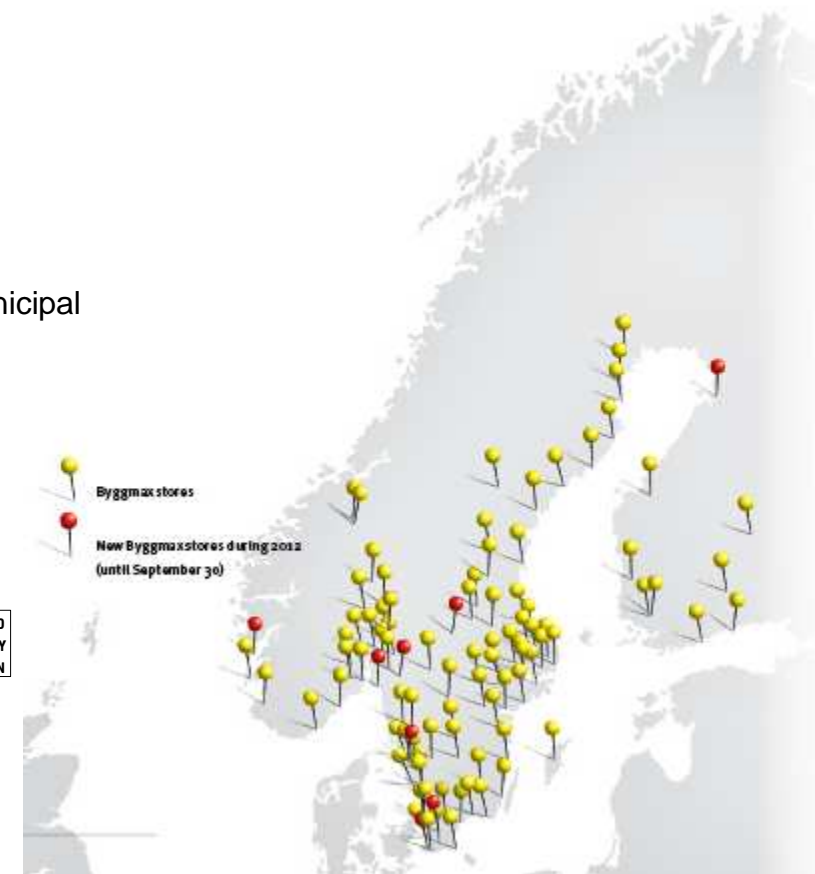 nicipal
Byggmax stores
New Byggmax stores during 2012
(until September 30)
D
Y
N